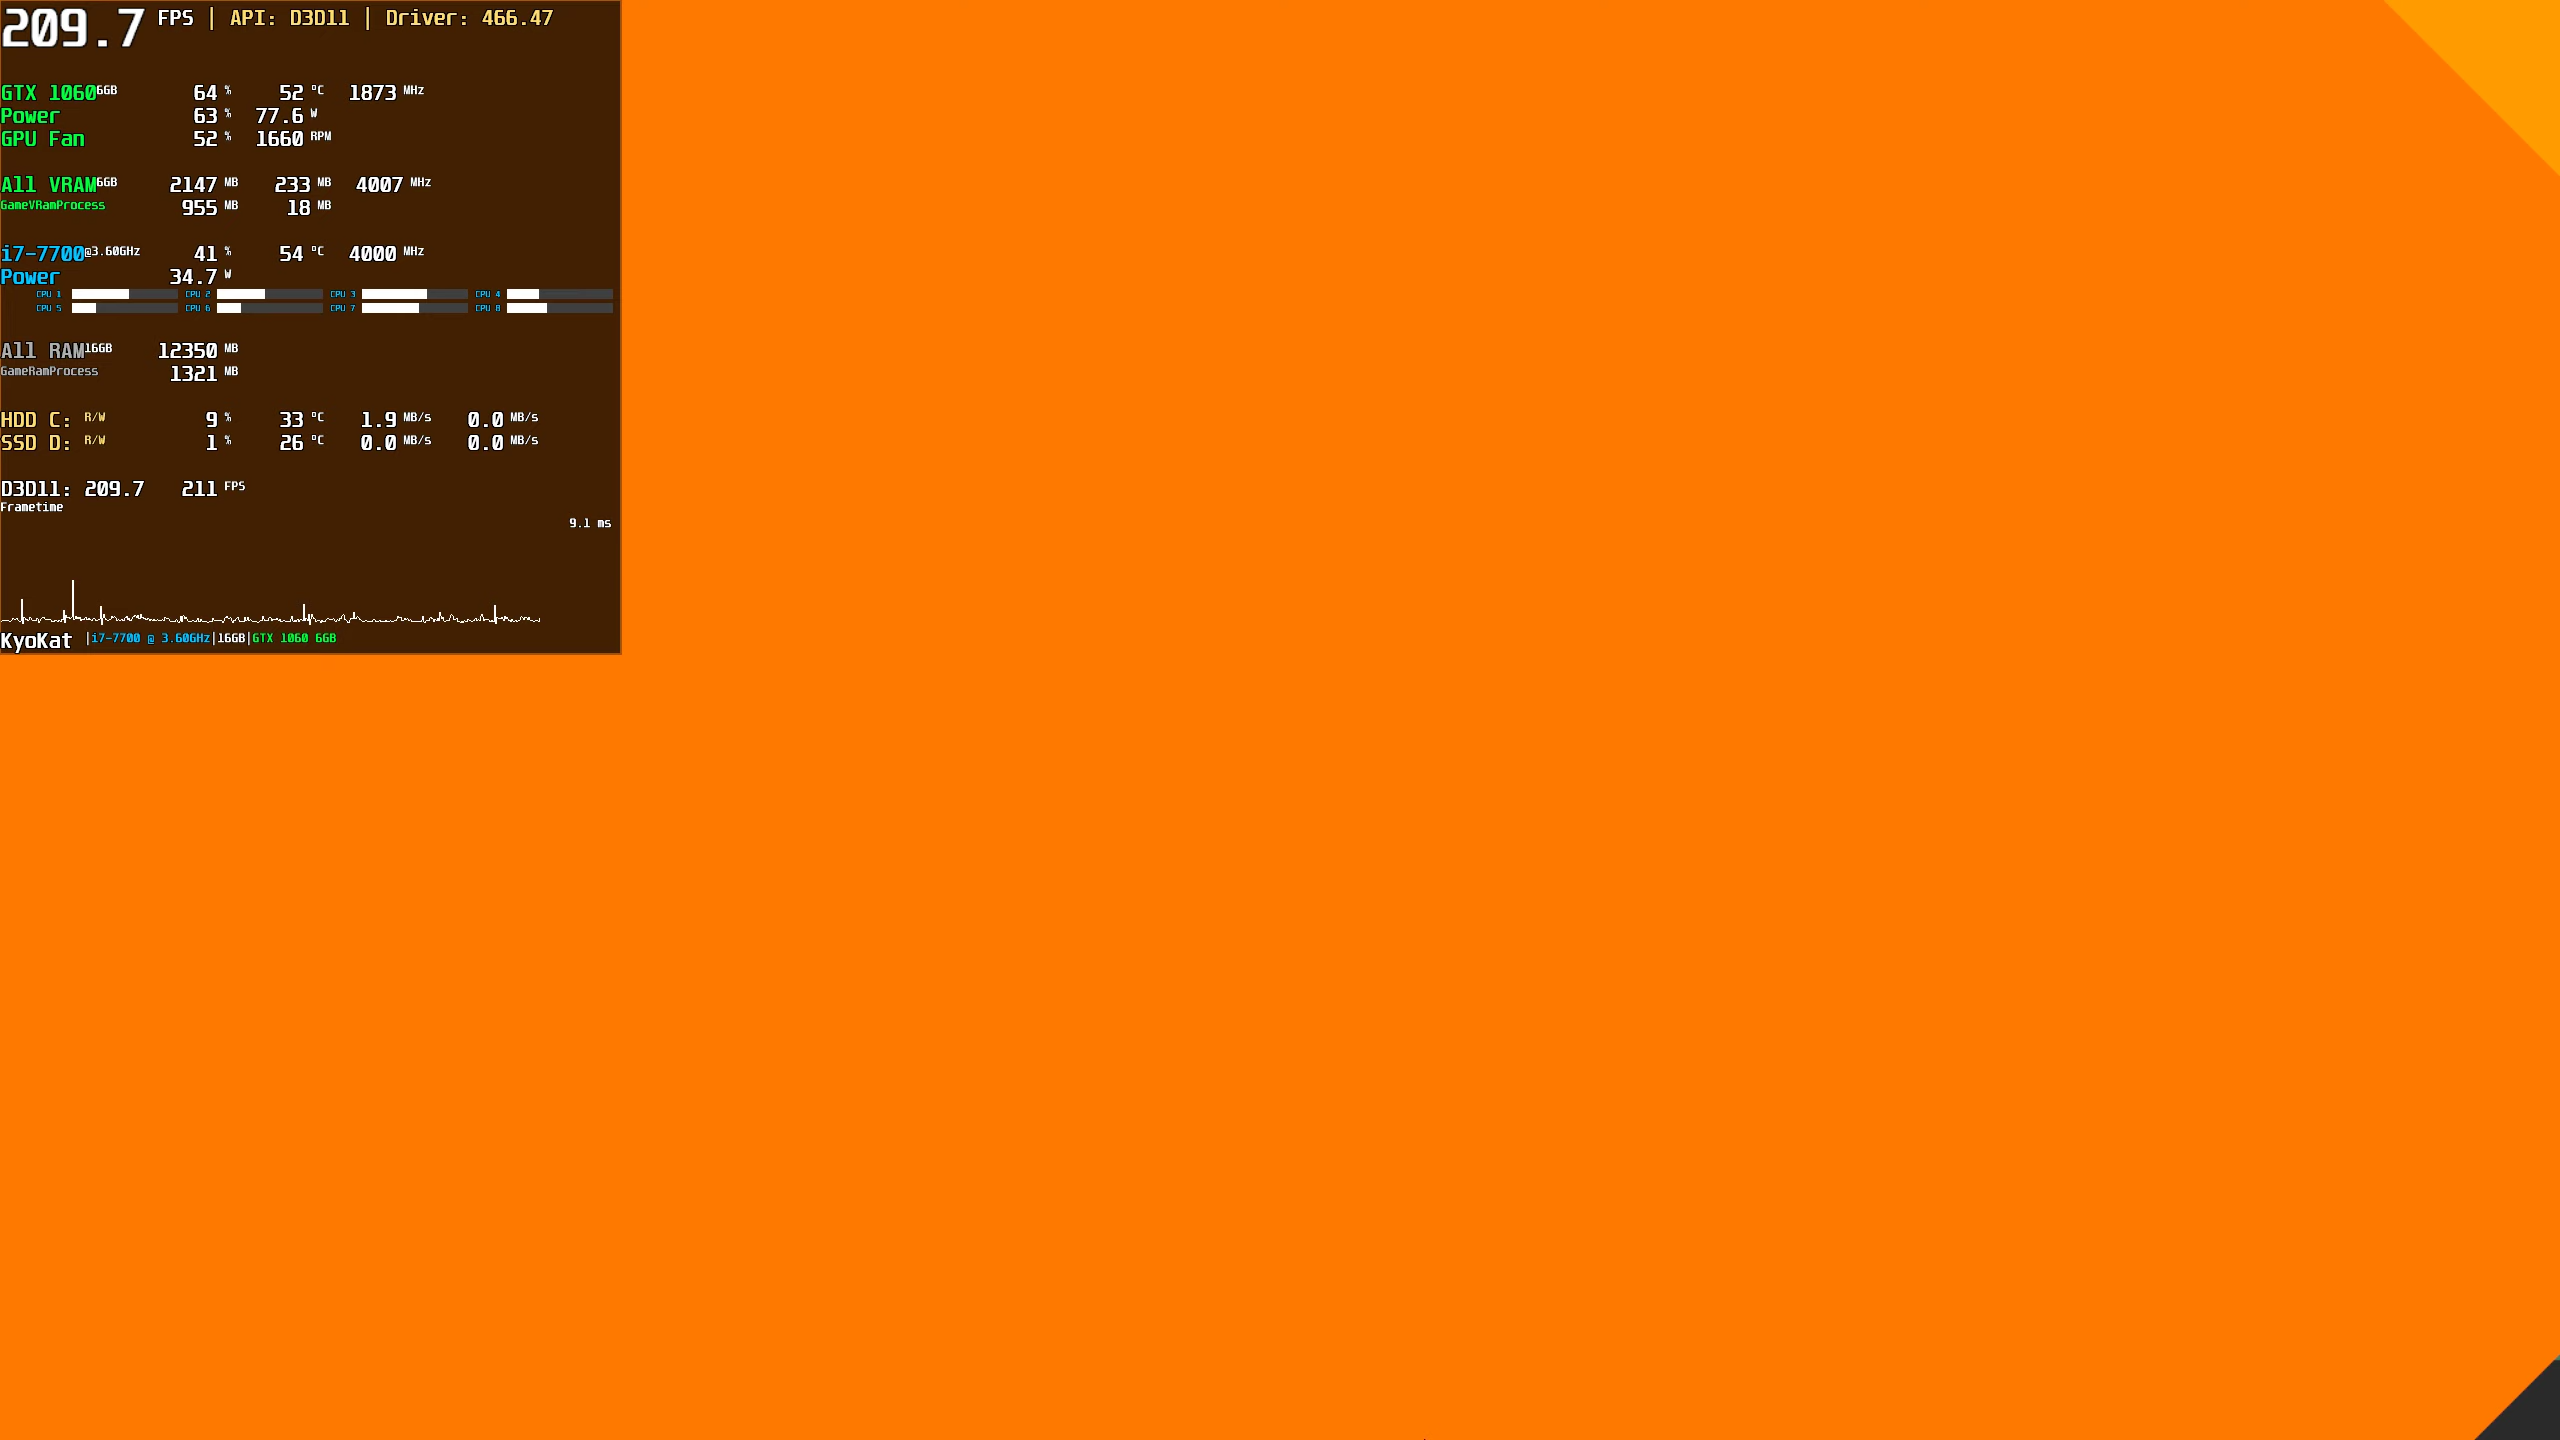 209.7 FPS | API: D3D11 | Driver: 466.47
GTX 1060 6GB 64 % 52 °C 1873 MHz
Power 63 % 77.6 W
GPU Fan 52 % 1660 RPM
All VRAM 6GB 2147 MB 233 MB 4007 MHz
GameVRamProcess 955 MB 18 MB
i7-7700 @3.60GHz 41 % 54 °C 4000 MHz
Power 34.7 W
CPU 1 CPU 2 CPU 3 CPU 4
CPU 5 CPU 6 CPU 7 CPU 8
All RAM 16GB 12350 MB
GameRamProcess 1321 MB
HDD C: R/W 9 % 33 °C 1.9 MB/s 0.0 MB/s
SSD D: R/W 1 % 26 °C 0.0 MB/s 0.0 MB/s
D3D11: 209.7 211 FPS
Frametime
9.1 ms
KyoKat |i7-7700 @ 3.60GHz|16GB|GTX 1060 6GB